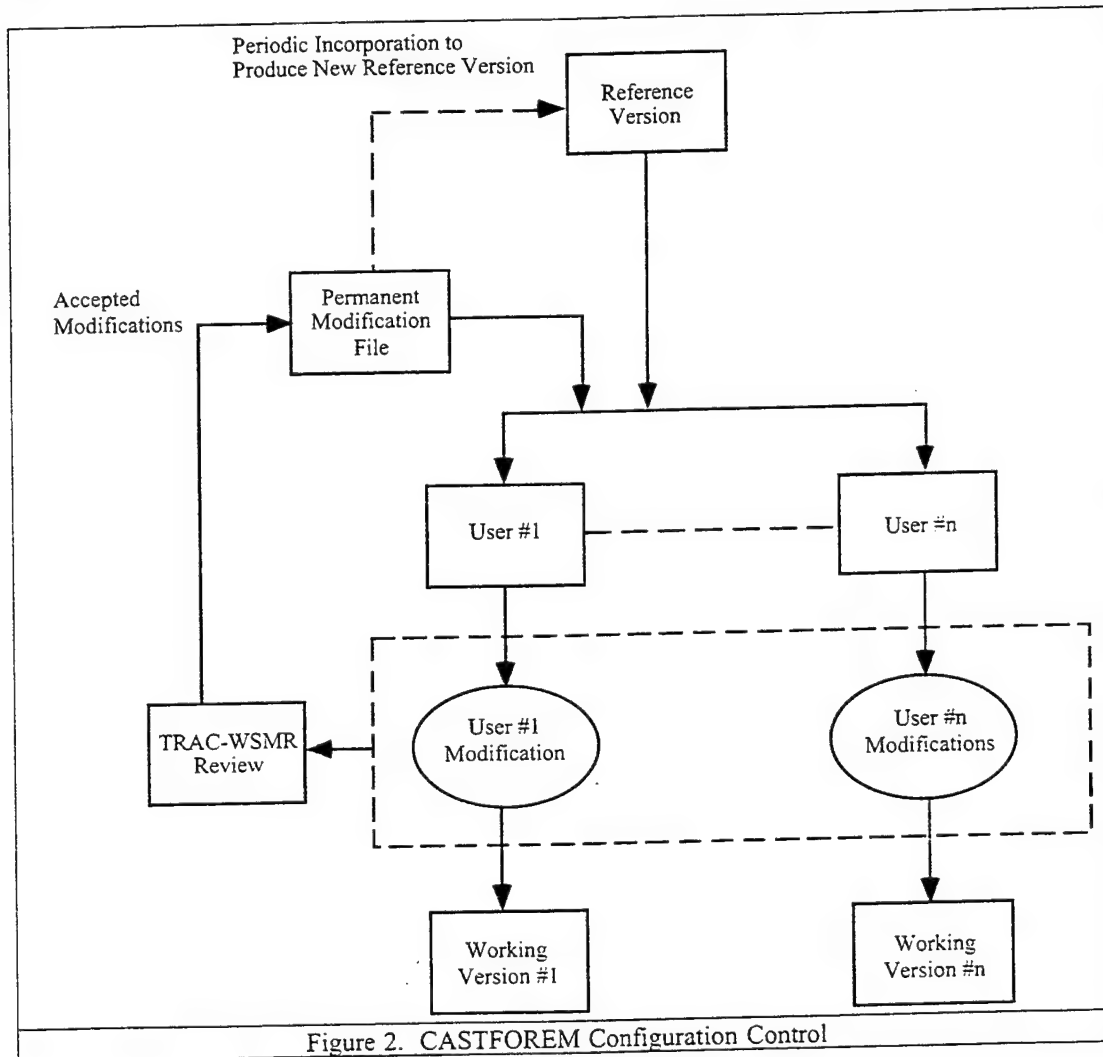 Periodic Incorporation to
Produce New Reference Version
Reference
Version
Accepted
Modifications
Permanent
Modification
File
User #1
User #n
TRAC-WSMR
Review
User #1
Modification
User #n
Modifications
Working
Version #1
Working
Version #n
Figure 2. CASTFOREM Configuration Control